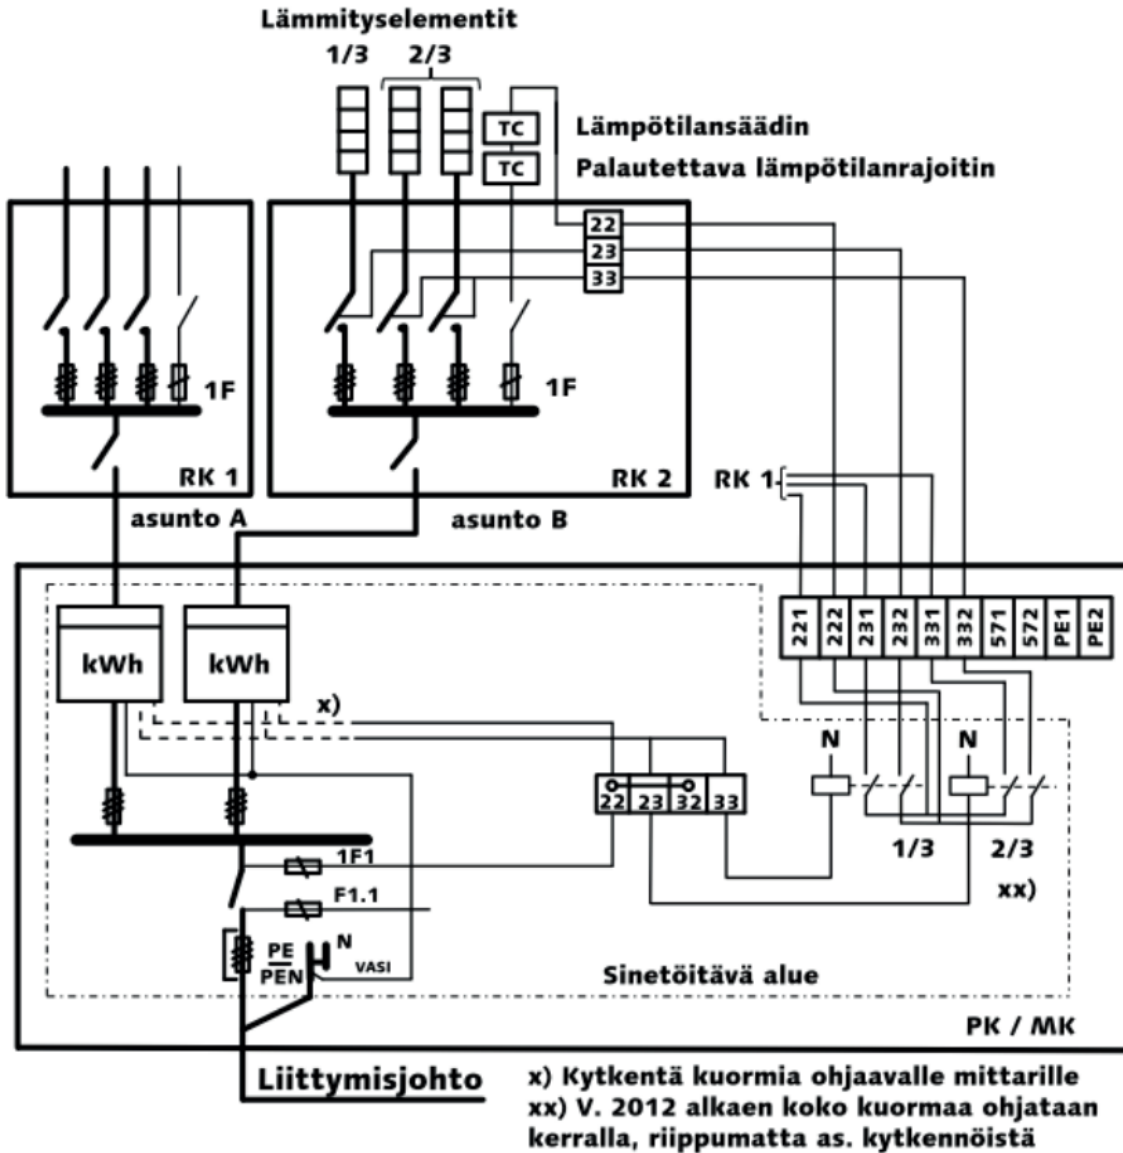 Lämmityselementit
1/3 2/3
TC Lämpötilansäädin
TC Palautettava lämpötilanrajoitin
22
23
33
1F
1F
RK 1
RK 2
RK 1
asunto A
asunto B
221 222 231 232 331 332 571 572 PE1 PE2
kWh
kWh
x)
N
N
22 23 32 33
1/3
2/3
xx)
1F1
F1.1
PE
PEN
N
VASI
Sinetöitävä alue
PK / MK
Liittymisjohto
x) Kytkentä kuormia ohjaavalle mittarille
xx) V. 2012 alkaen koko kuormaa ohjataan
kerralla, riippumatta as. kytkennöistä